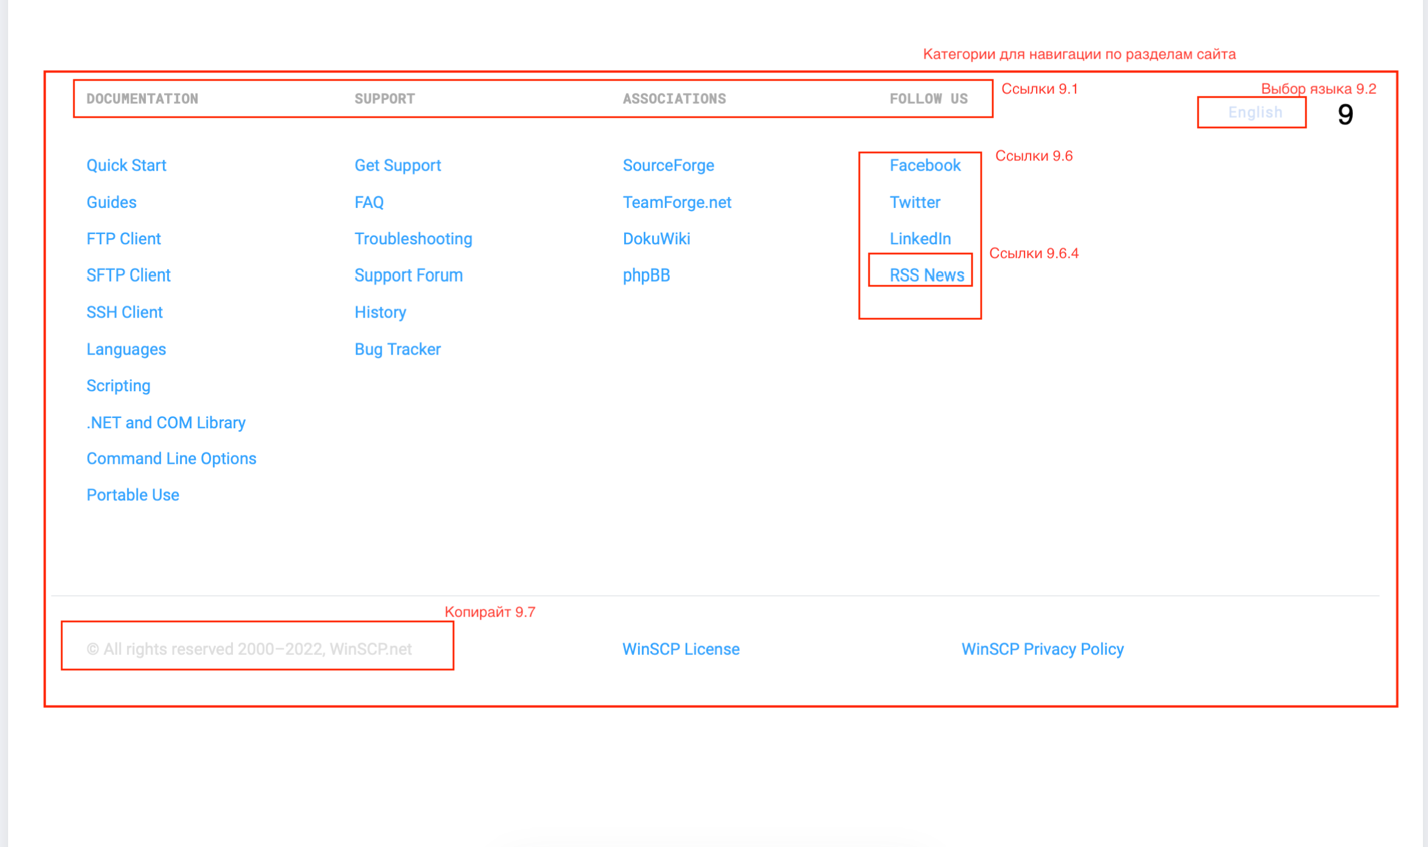 Категории для навигации по разделам сайта
DOCUMENTATION SUPPORT ASSOCIATIONS FOLLOW US Ссылки 9.1 Выбор языка 9.2
English 9
Ссылки 9.6
Quick Start Get Support SourceForge Facebook
Guides FAQ TeamForge.net Twitter
FTP Client Troubleshooting DokuWiki LinkedIn
Ссылки 9.6.4
SFTP Client Support Forum phpBB RSS News
SSH Client History
Languages Bug Tracker
Scripting
.NET and COM Library
Command Line Options
Portable Use
Копирайт 9.7
© All rights reserved 2000–2022, WinSCP.net WinSCP License WinSCP Privacy Policy